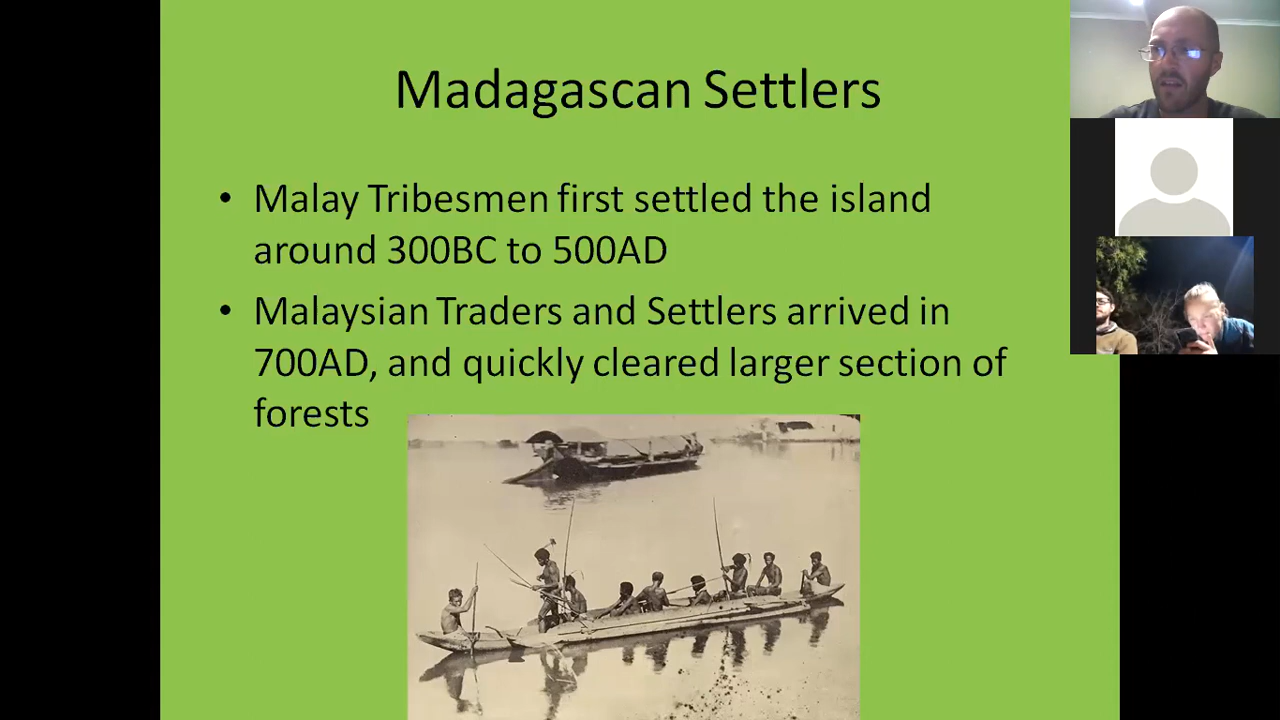 Madagascan Settlers
• Malay Tribesmen first settled the island
around 300BC to 500AD
• Malaysian Traders and Settlers arrived in
700AD, and quickly cleared larger section of
forests